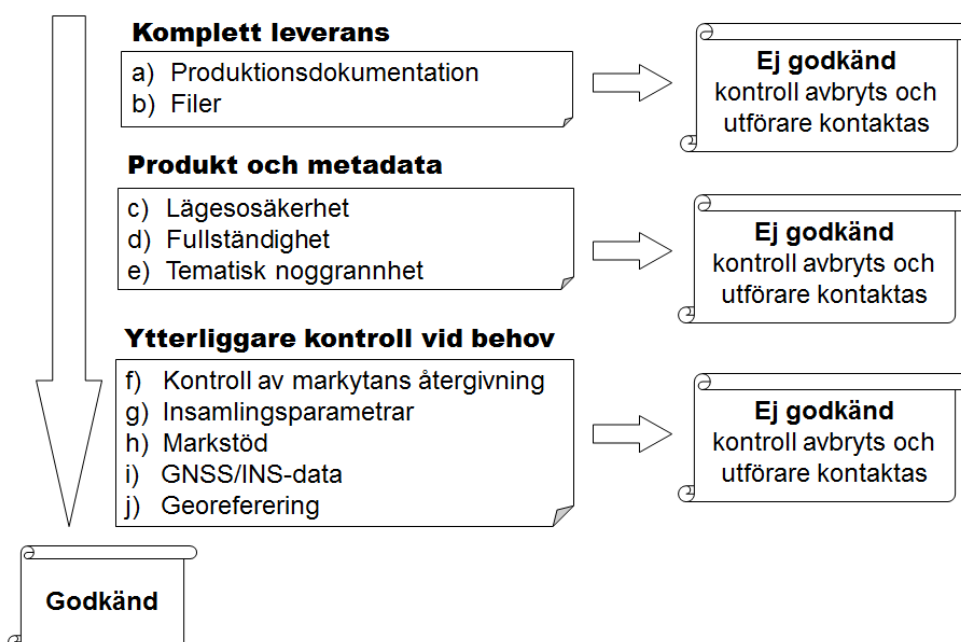 Komplett leverans
a) Produktionsdokumentation
b) Filer
Ej godkänd
kontroll avbryts och
utförare kontaktas
Produkt och metadata
c) Lägesosäkerhet
d) Fullständighet
e) Tematisk noggrannhet
Ej godkänd
kontroll avbryts och
utförare kontaktas
Ytterliggare kontroll vid behov
f) Kontroll av markytans återgivning
g) Insamlingsparametrar
h) Markstöd
i) GNSS/INS-data
j) Georeferering
Ej godkänd
kontroll avbryts och
utförare kontaktas
Godkänd